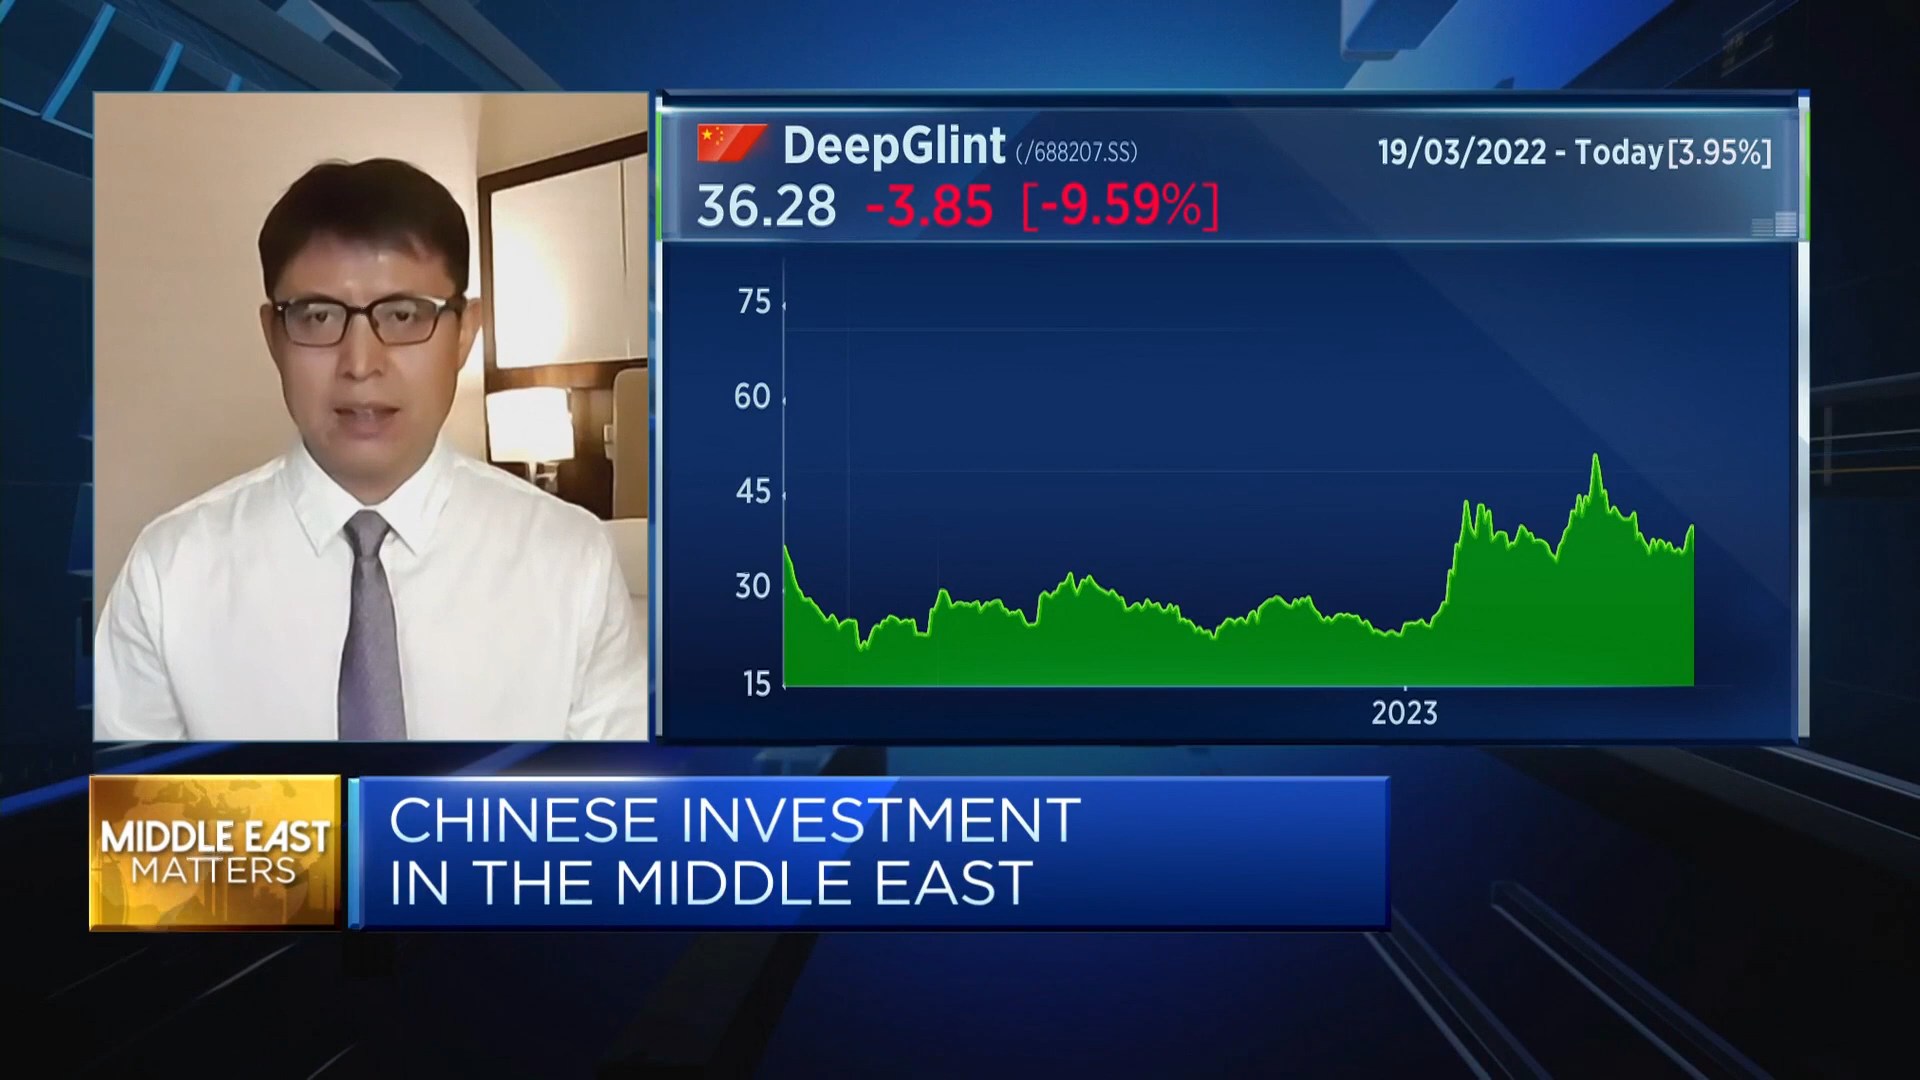 DeepGlint (/688207.SS)
19/03/2022 - Today[3.95%]
36.28 -3.85 [-9.59%]
75
60
45
30
15
2023
MIDDLE EAST
MATTERS
CHINESE INVESTMENT
IN THE MIDDLE EAST